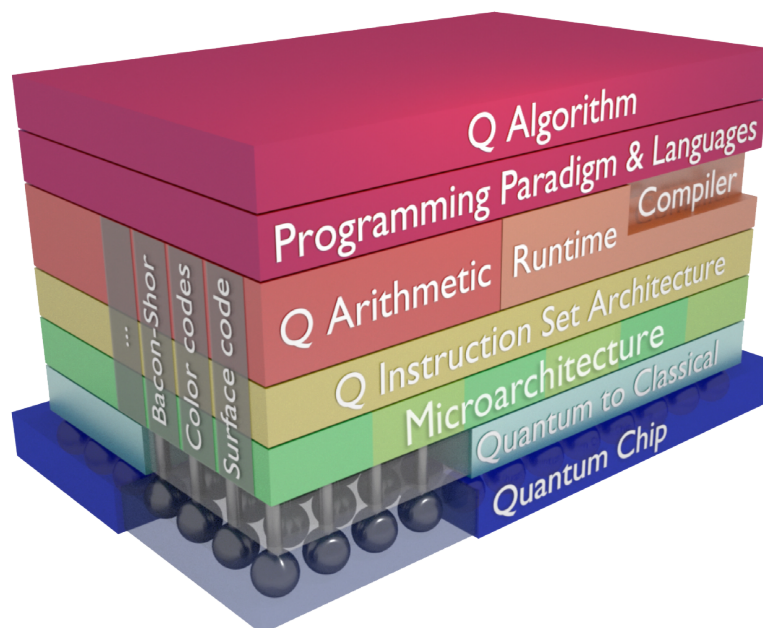 Q Algorithm
Programming Paradigm & Languages
Q Arithmetic
Runtime
Compiler
Q Instruction Set Architecture
Microarchitecture
Quantum to Classical
Quantum Chip
...
Bacon-Shor
Color codes
Surface code